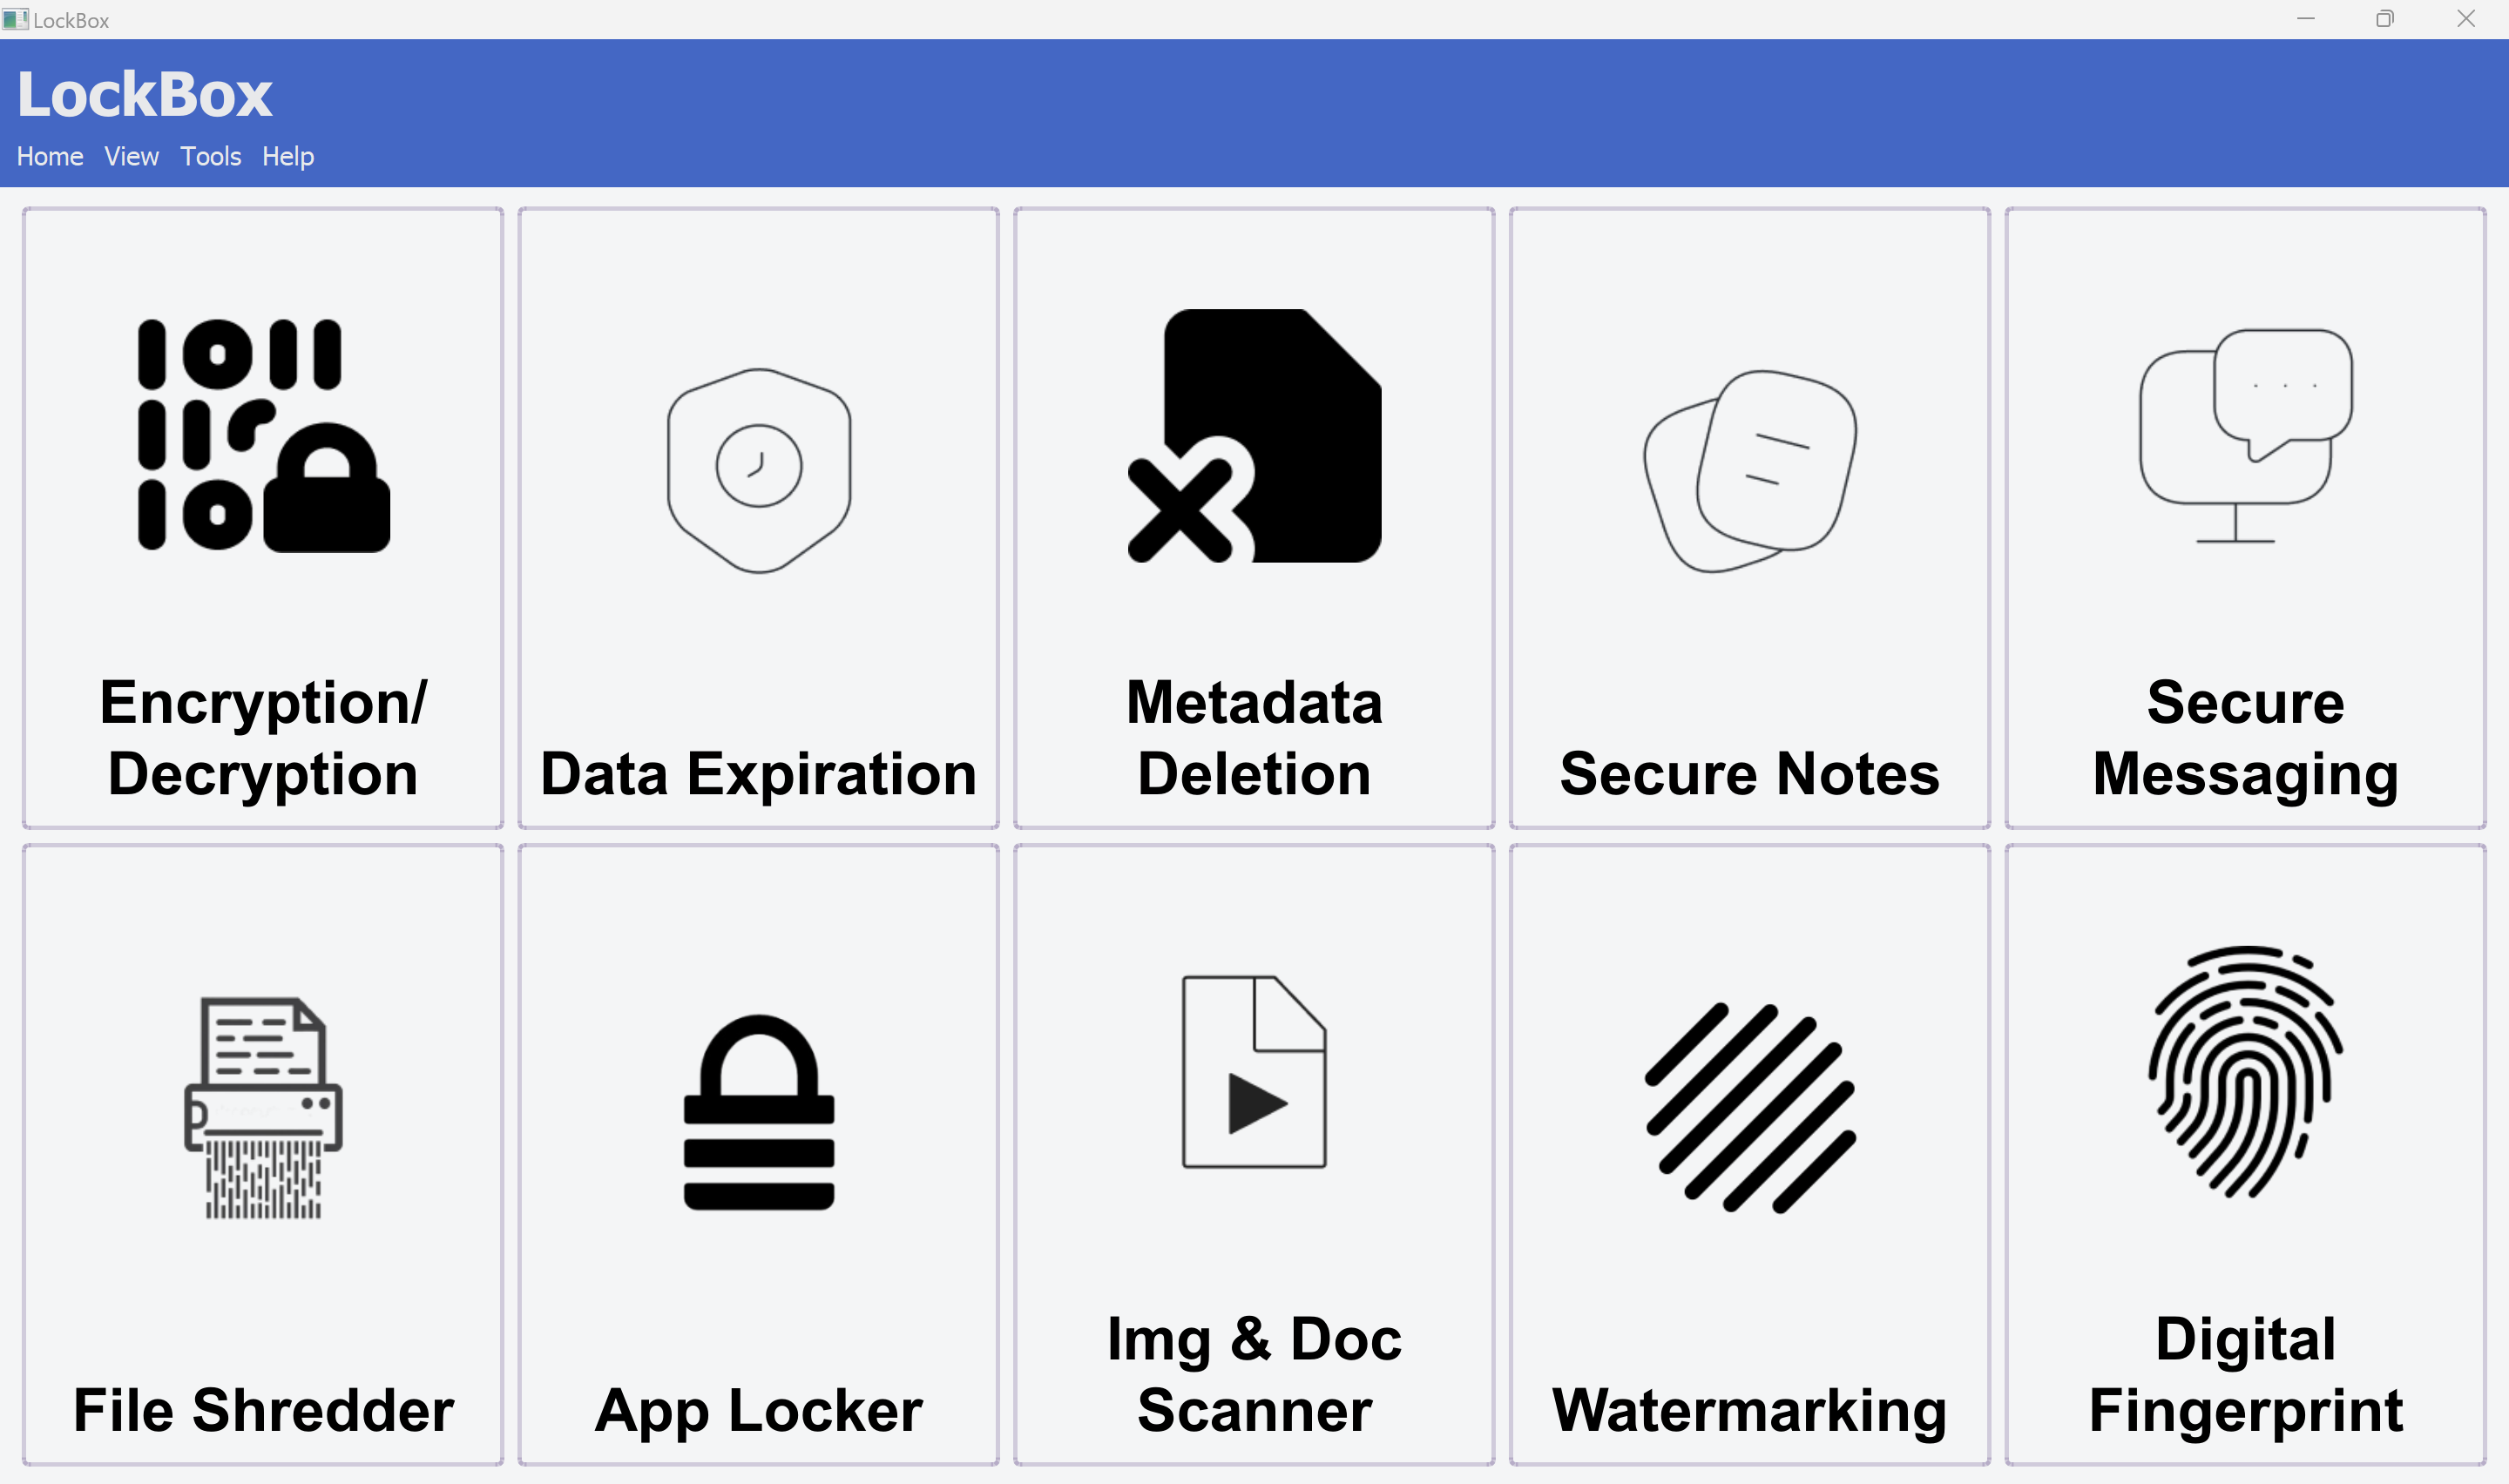 LockBox
LockBox
Home View Tools Help
Encryption/
Decryption
Data Expiration
Metadata
Deletion
Secure Notes
Secure
Messaging
File Shredder
App Locker
Img & Doc
Scanner
Watermarking
Digital
Fingerprint